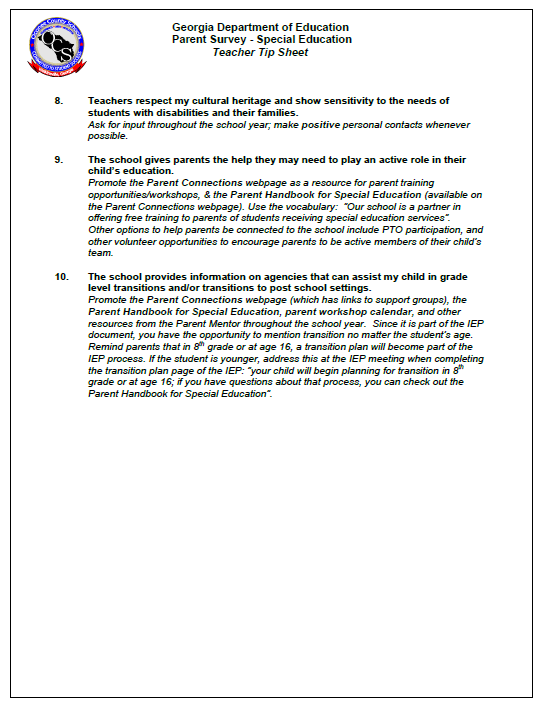 Georgia Department of Education
Parent Survey - Special Education
Teacher Tip Sheet
8. Teachers respect my cultural heritage and show sensitivity to the needs of
students with disabilities and their families.
Ask for input throughout the school year; make positive personal contacts whenever
possible.
9. The school gives parents the help they may need to play an active role in their
child's education.
Promote the Parent Connections webpage as a resource for parent training
opportunities/workshops, & the Parent Handbook for Special Education (available on
the Parent Connections webpage). Use the vocabulary: "Our school is a partner in
offering free training to parents of students receiving special education services".
Other options to help parents be connected to the school include PTO participation, and
other volunteer opportunities to encourage parents to be active members of their child's
team.
10. The school provides information on agencies that can assist my child in grade
level transitions and/or transitions to post school settings.
Promote the Parent Connections webpage (which has links to support groups), the
Parent Handbook for Special Education, parent workshop calendar, and other
resources from the Parent Mentor throughout the school year. Since it is part of the IEP
document, you have the opportunity to mention transition no matter the student's age.
Remind parents that in 8th grade or at age 16, a transition plan will become part of the
IEP process. If the student is younger, address this at the IEP meeting when completing
the transition plan page of the IEP: "your child will begin planning for transition in 8th
grade or at age 16; if you have questions about that process, you can check out the
Parent Handbook for Special Education".